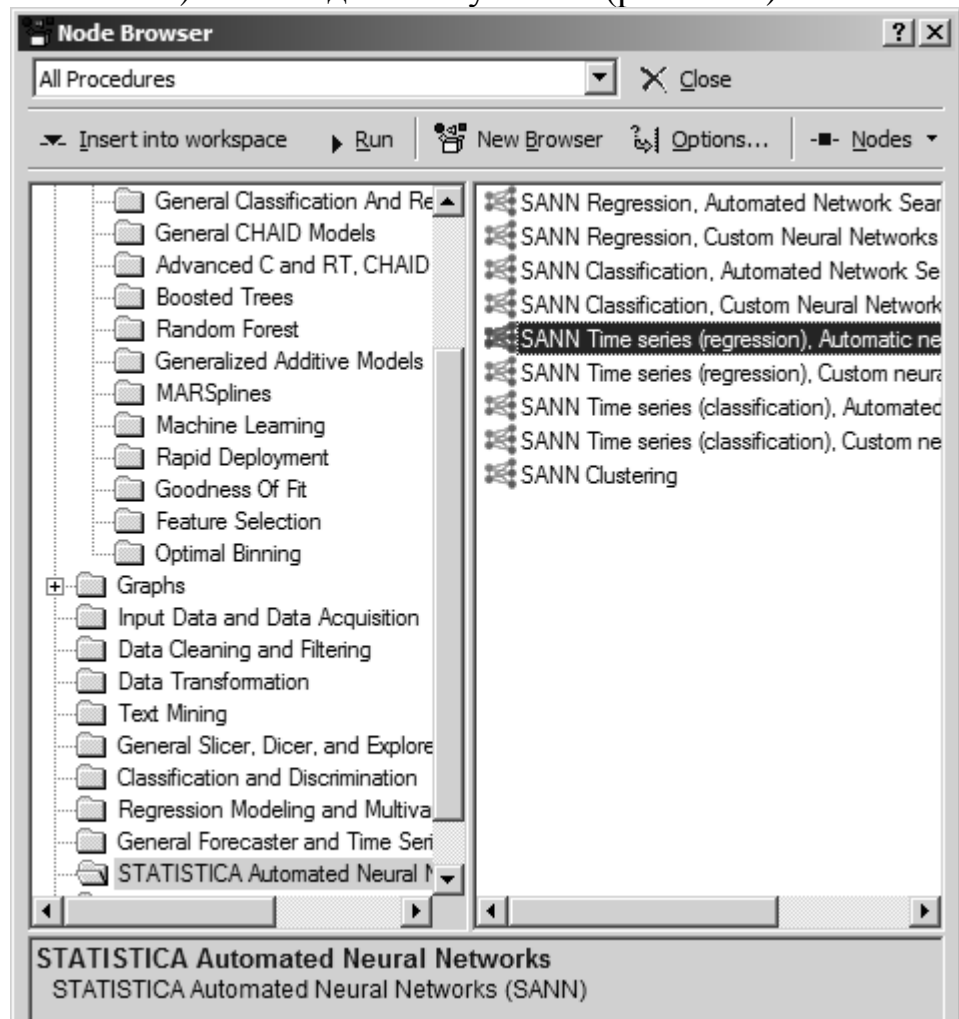 Node Browser
All Procedures
Close
Insert into workspace Run New Browser Options... Nodes
General Classification And Re
General CHAID Models
Advanced C and RT, CHAID
Boosted Trees
Random Forest
Generalized Additive Models
MARSplines
Machine Learning
Rapid Deployment
Goodness Of Fit
Feature Selection
Optimal Binning
Graphs
Input Data and Data Acquisition
Data Cleaning and Filtering
Data Transformation
Text Mining
General Slicer, Dicer, and Explore
Classification and Discrimination
Regression Modeling and Multiva
General Forecaster and Time Seri
STATISTICA Automated Neural N
SANN Regression, Automated Network Sear
SANN Regression, Custom Neural Networks
SANN Classification, Automated Network Se
SANN Classification, Custom Neural Network
SANN Time series (regression), Automatic ne
SANN Time series (regression), Custom neura
SANN Time series (classification), Automated
SANN Time series (classification), Custom ne
SANN Clustering
STATISTICA Automated Neural Networks
STATISTICA Automated Neural Networks (SANN)